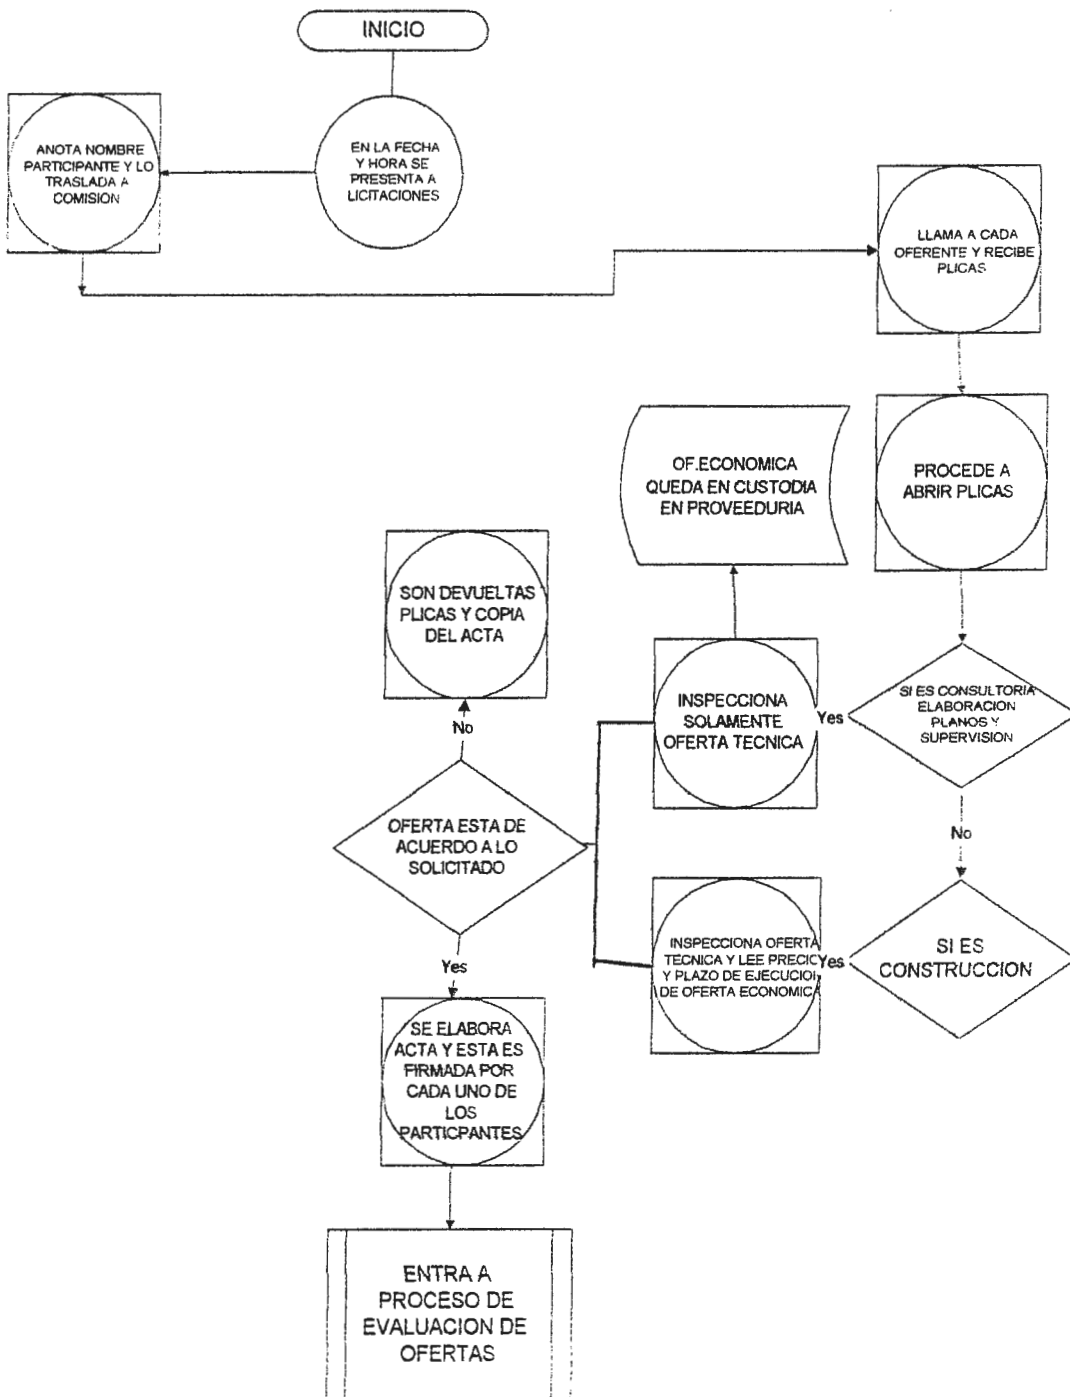 INICIO
EN LA FECHA
Y HORA SE
PRESENTA A
LICITACIONES
ANOTA NOMBRE
PARTICIPANTE Y LO
TRASLADA A
COMISION
LLAMA A CADA
OFERENTE Y RECIBE
PLICAS
PROCEDE A
ABRIR PLICAS
SI ES CONSULTORIA
ELABORACION
PLANOS Y
SUPERVISION
Yes
No
INSPECCIONA
SOLAMENTE
OFERTA TECNICA
OF.ECONOMICA
QUEDA EN CUSTODIA
EN PROVEEDURIA
SI ES
CONSTRUCCION
Yes
INSPECCIONA OFERTA
TECNICA Y LEE PRECIO
Y PLAZO DE EJECUCION
DE OFERTA ECONOMICA
OFERTA ESTA DE
ACUERDO A LO
SOLICITADO
No
SON DEVUELTAS
PLICAS Y COPIA
DEL ACTA
Yes
SE ELABORA
ACTA Y ESTA ES
FIRMADA POR
CADA UNO DE
LOS
PARTICPANTES
ENTRA A
PROCESO DE
EVALUACION DE
OFERTAS